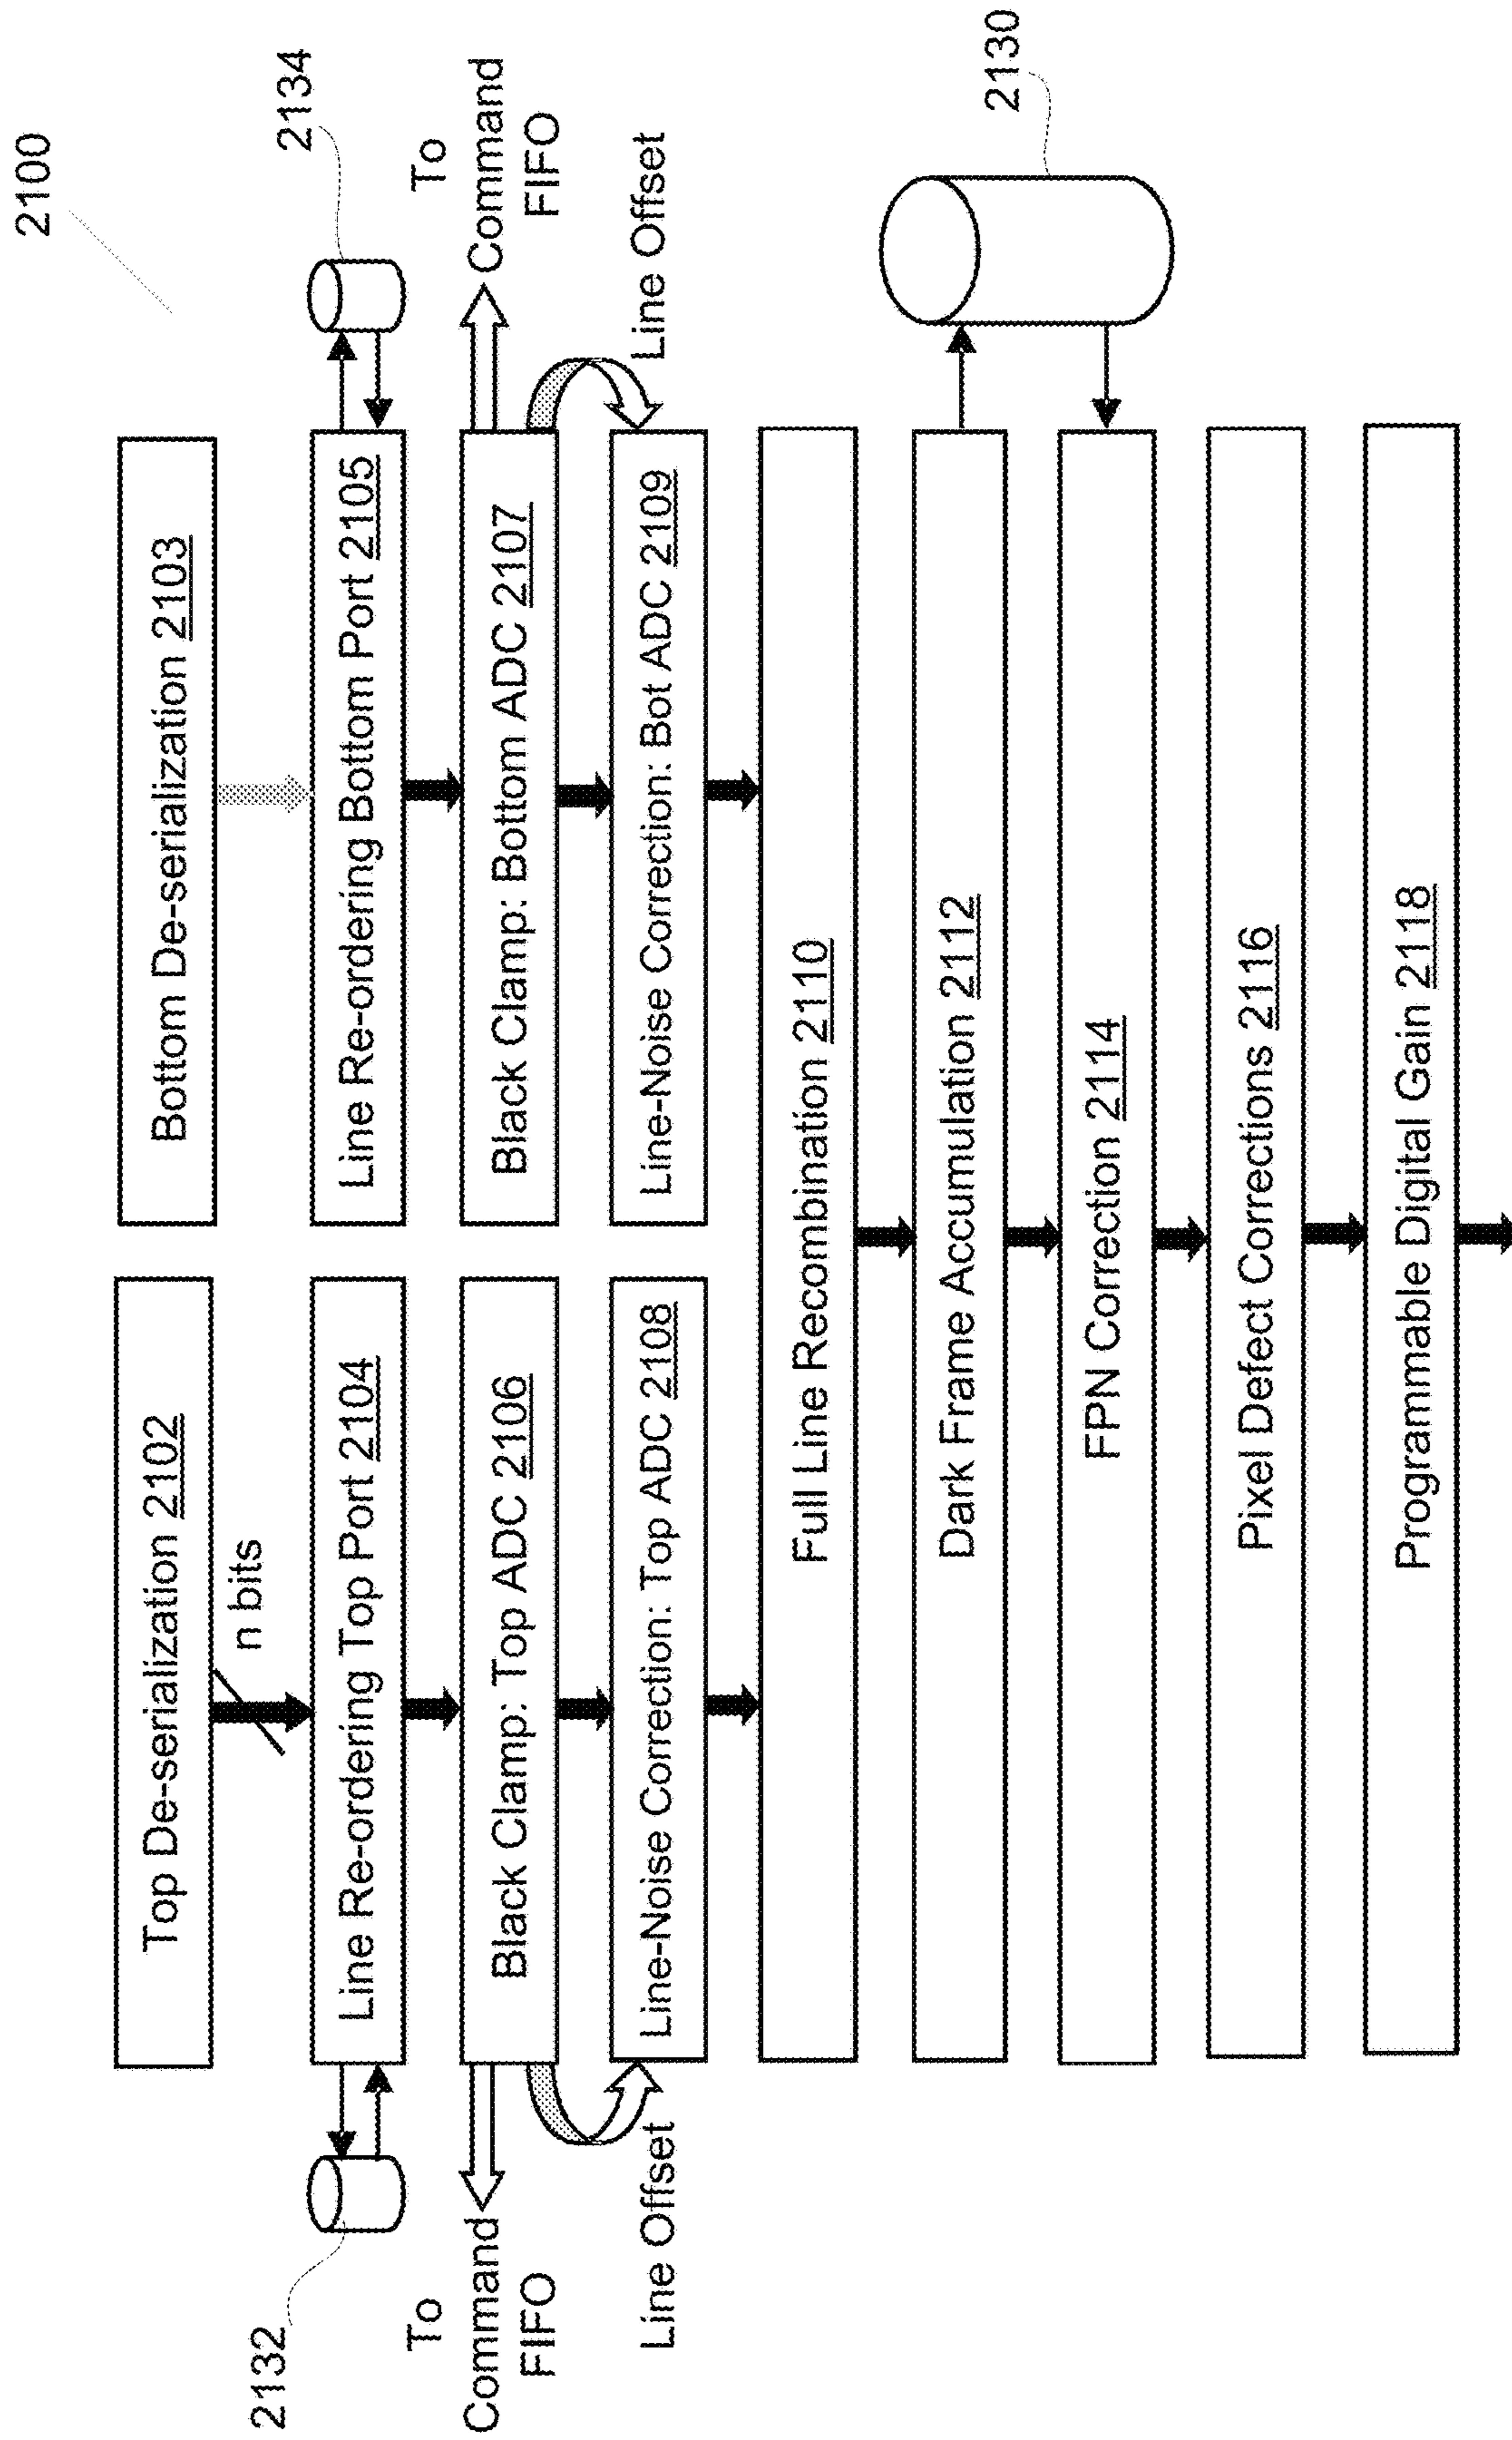 2100
Top De-serialization 2102
Bottom De-serialization 2103
n bits
2132
2134
Line Re-ordering Top Port 2104
Line Re-ordering Bottom Port 2105
To
Command
FIFO
Black Clamp: Top ADC 2106
Black Clamp: Bottom ADC 2107
To
Command
FIFO
Line Offset
Line-Noise Correction: Top ADC 2108
Line-Noise Correction: Bot ADC 2109
Line Offset
Full Line Recombination 2110
Dark Frame Accumulation 2112
2130
FPN Correction 2114
Pixel Defect Corrections 2116
Programmable Digital Gain 2118